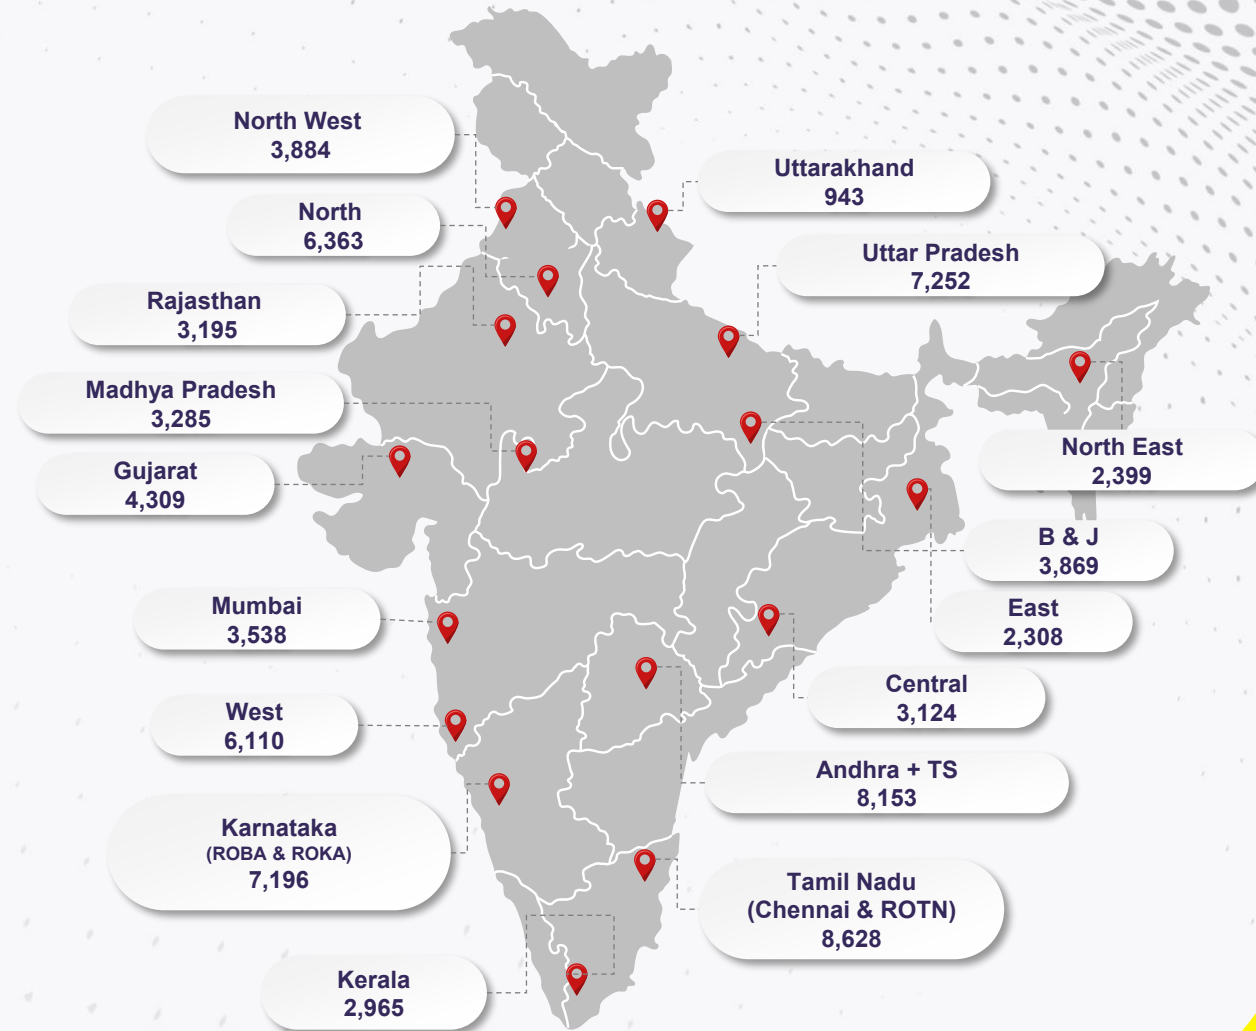 North West
3,884
North
6,363
Rajasthan
3,195
Madhya Pradesh
3,285
Gujarat
4,309
Mumbai
3,538
West
6,110
Karnataka
(ROBA & ROKA)
7,196
Kerala
2,965
Uttarakhand
943
Uttar Pradesh
7,252
North East
2,399
B & J
3,869
East
2,308
Central
3,124
Andhra + TS
8,153
Tamil Nadu
(Chennai & ROTN)
8,628